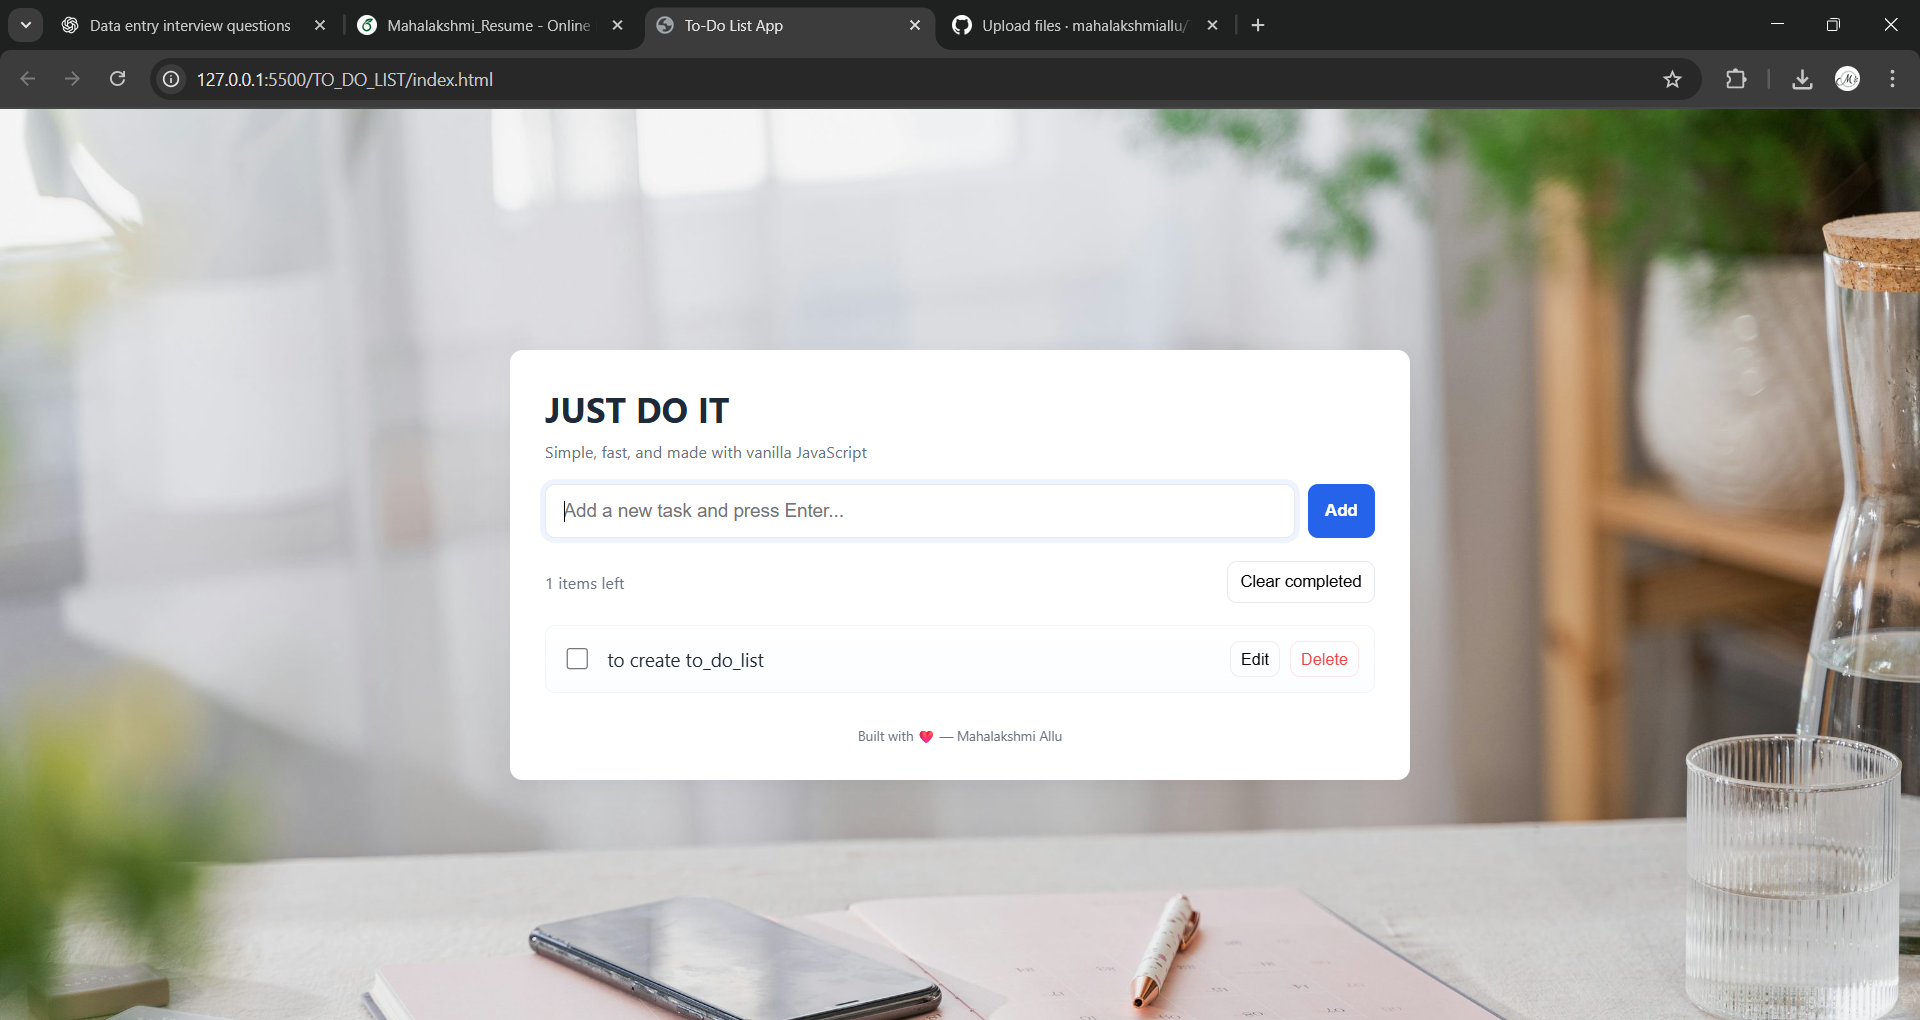 Data entry interview questions
Mahalakshmi_Resume - Online
To-Do List App
Upload files · mahalakshmiallu/
127.0.0.1:5500/TO_DO_LIST/index.html
JUST DO IT
Simple, fast, and made with vanilla JavaScript
Add a new task and press Enter...
Add
1 items left
Clear completed
to create to_do_list
Edit
Delete
Built with ❤️ — Mahalakshmi Allu